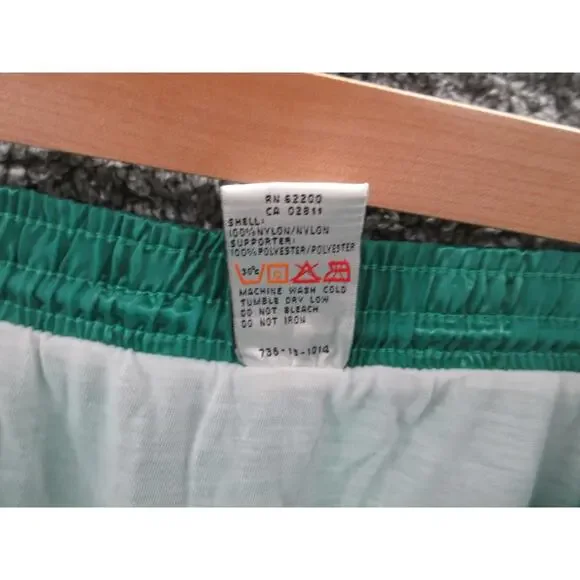 RN 62200
CA 02811
SHELL:
100%NYLON/NYLON
SUPPORTER:
100%POLYESTER/POLYESTER
30°C
MACHINE WASH COLD
TUMBLE DRY LOW
DO NOT BLEACH
DO NOT IRON